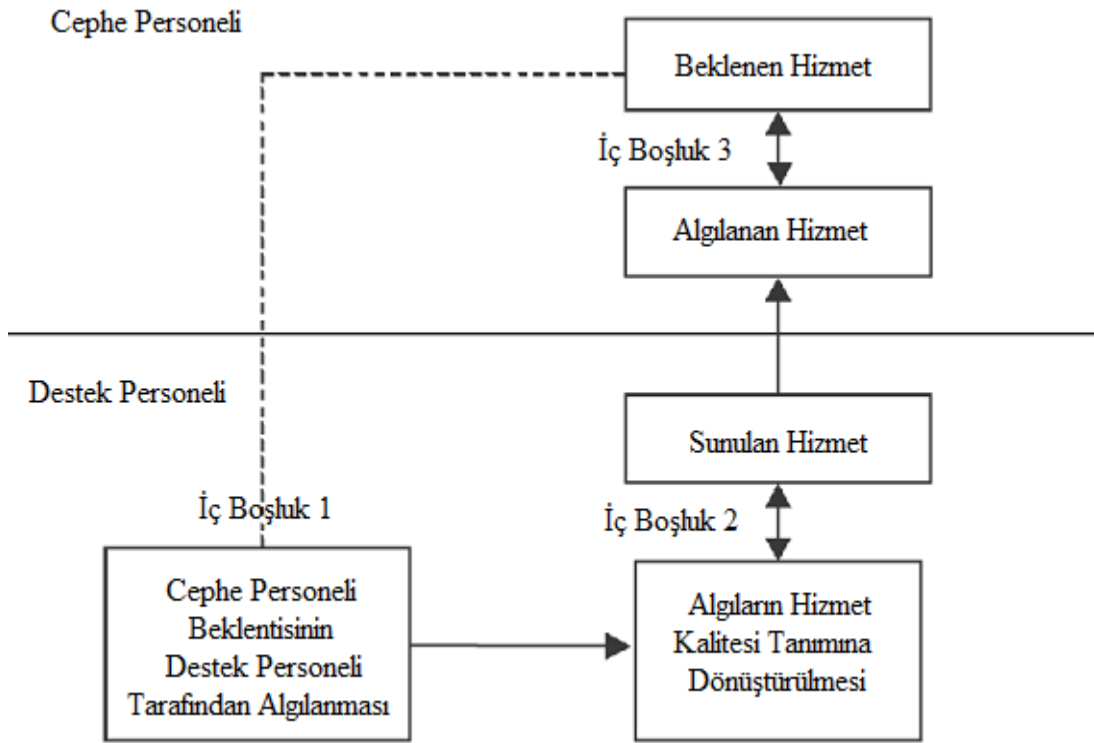 Cephe Personeli
Beklenen Hizmet
İç Boşluk 3
Algılanan Hizmet
Destek Personeli
Sunulan Hizmet
İç Boşluk 1
İç Boşluk 2
Cephe Personeli
Beklentisinin
Destek Personeli
Tarafından Algılanması
Algıların Hizmet
Kalitesi Tanımına
Dönüştürülmesi